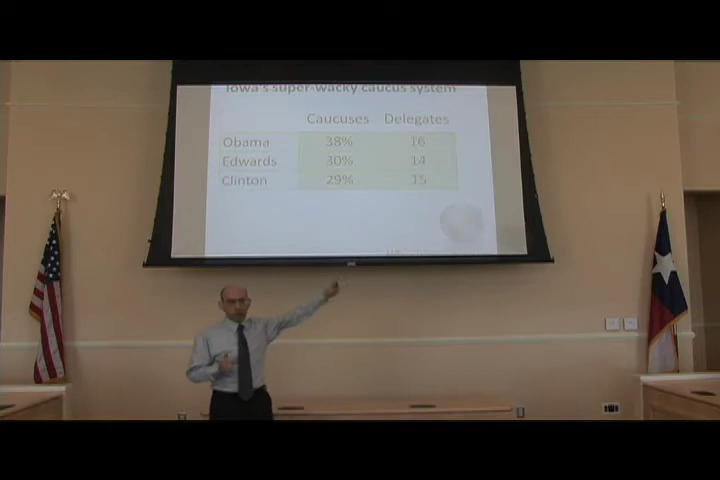 Iowa's super-wacky caucus system
Caucuses Delegates
Obama 38% 16
Edwards 30% 14
Clinton 29% 15